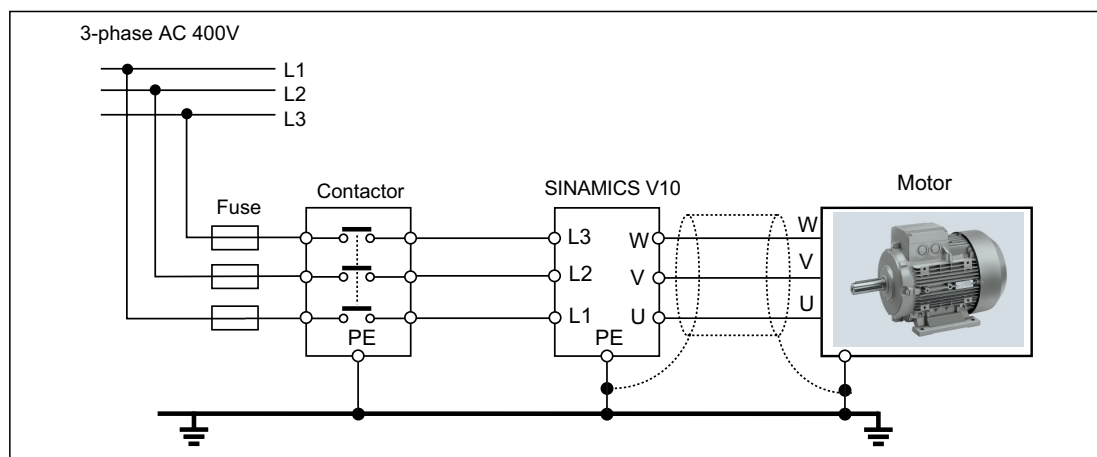 3-phase AC 400V
L1
L2
L3
Fuse
Contactor
SINAMICS V10
Motor
L3
W
W
L2
V
V
L1
U
U
PE
PE